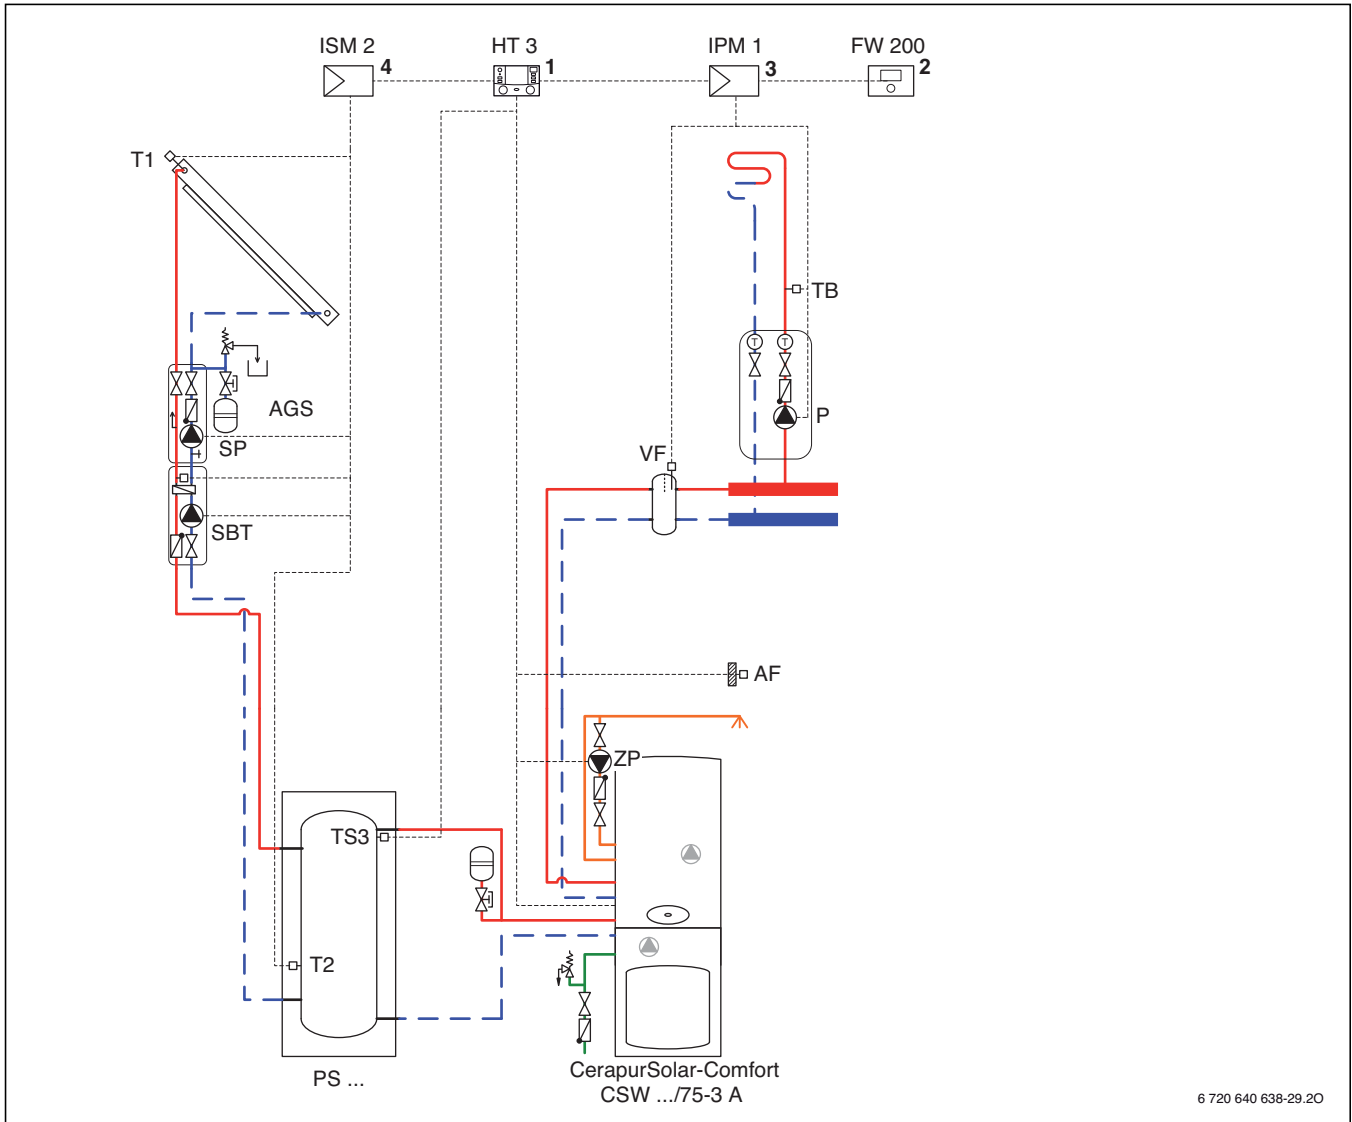 ISM 2
4
HT 3
1
IPM 1
3
FW 200
2
T1
TB
T
T
AGS
P
SP
VF
SBT
AF
ZP
TS3
T2
PS ...
CerapurSolar-Comfort
CSW .../75-3 A
6 720 640 638-29.2O